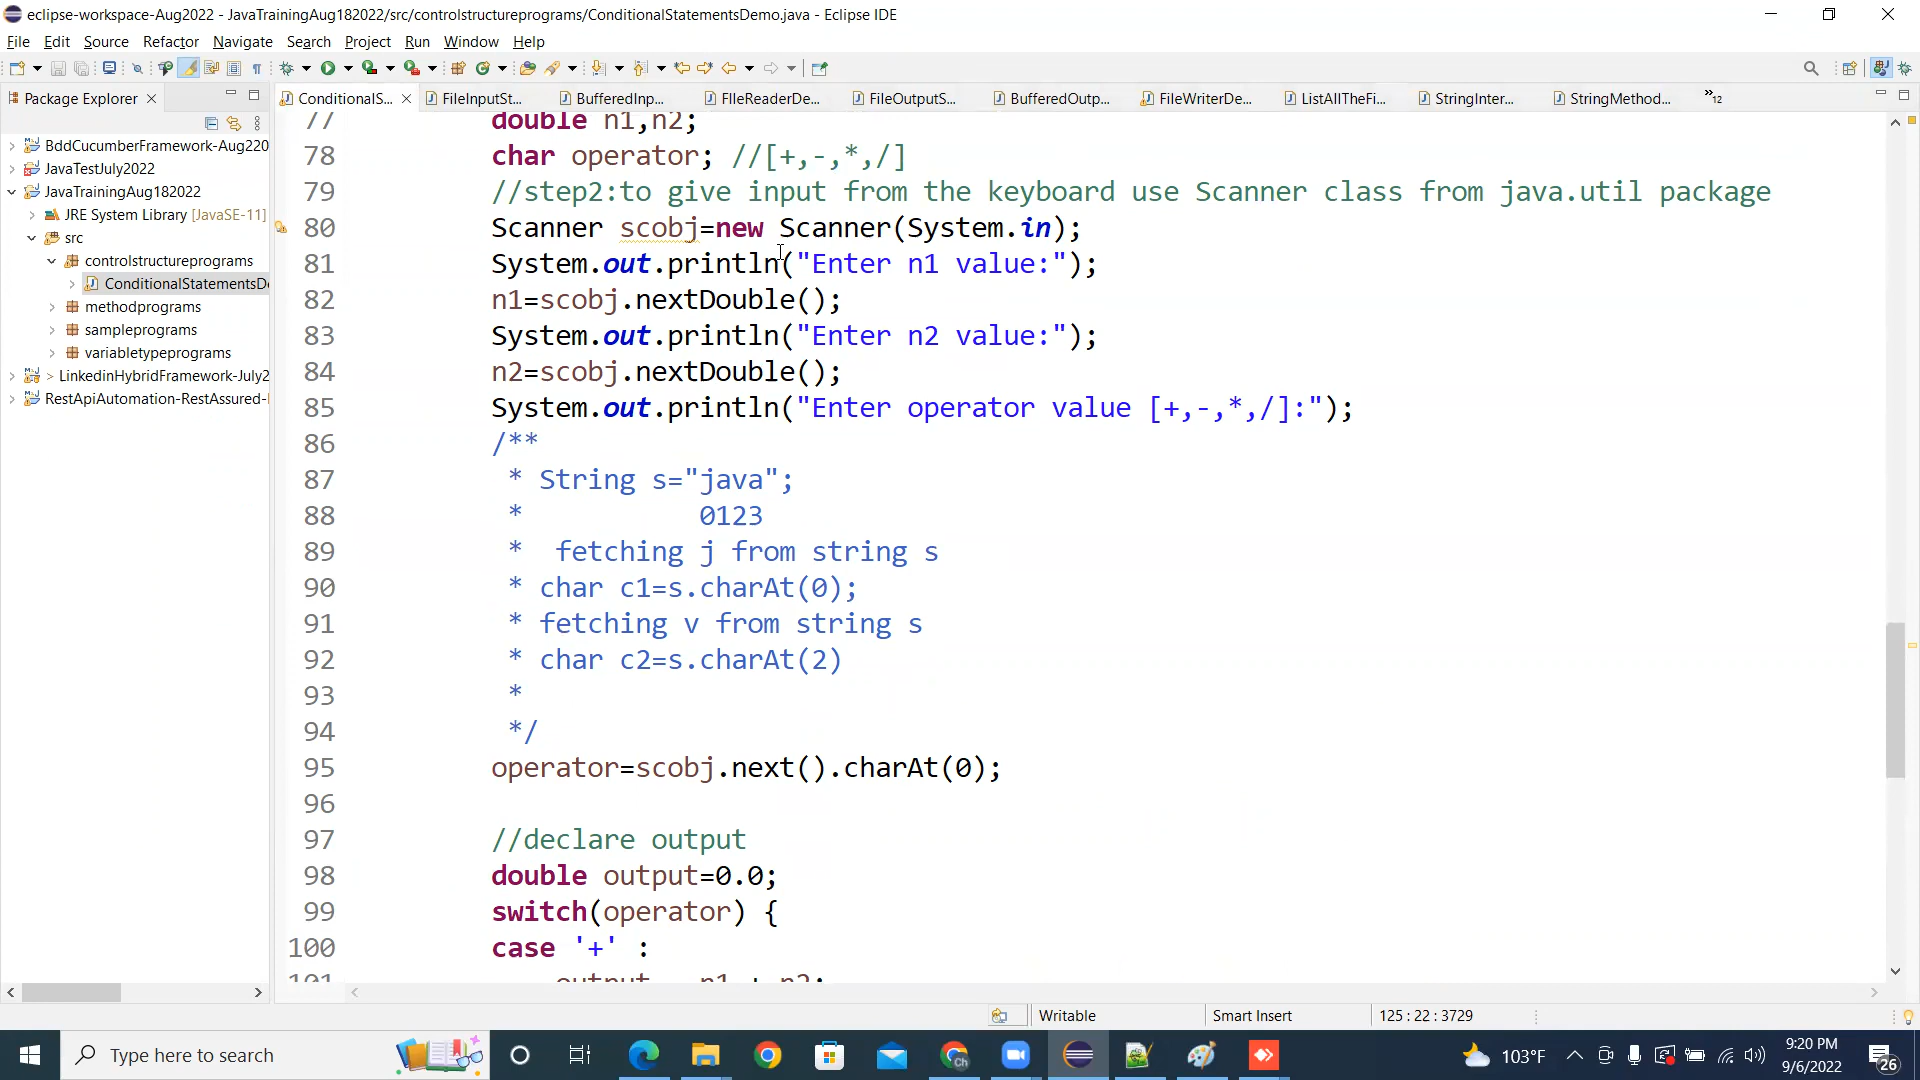 eclipse-workspace-Aug2022 - JavaTrainingAug182022/src/controlstructureprograms/ConditionalStatementsDemo.java - Eclipse IDE
File Edit Source Refactor Navigate Search Project Run Window Help
Package Explorer
ConditionalS... FileInputSt... BufferedInp... FIleReaderDe... FileOutputS... BufferedOutp... FileWriterDe... ListAllTheFi... StringInter... StringMethod... »12
BddCucumberFramework-Aug220
JavaTestJuly2022
JavaTrainingAug182022
JRE System Library [JavaSE-11]
src
controlstructureprograms
ConditionalStatementsDe
methodprograms
sampleprograms
variabletypeprograms
> LinkedinHybridFramework-July2
RestApiAutomation-RestAssured-
77 double n1,n2;
78 char operator; //[+,-,*,/]
79 //step2:to give input from the keyboard use Scanner class from java.util package
80 Scanner scobj=new Scanner(System.in);
81 System.out.println("Enter n1 value:");
82 n1=scobj.nextDouble();
83 System.out.println("Enter n2 value:");
84 n2=scobj.nextDouble();
85 System.out.println("Enter operator value [+,-,*,/]:");
86 /**
87 * String s="java";
88 * 0123
89 * fetching j from string s
90 * char c1=s.charAt(0);
91 * fetching v from string s
92 * char c2=s.charAt(2)
93 *
94 */
95 operator=scobj.next().charAt(0);
96
97 //declare output
98 double output=0.0;
99 switch(operator) {
100 case '+' :
101 output = n1 + n2;
Writable Smart Insert 125 : 22 : 3729
Type here to search
103°F
9:20 PM
9/6/2022
26